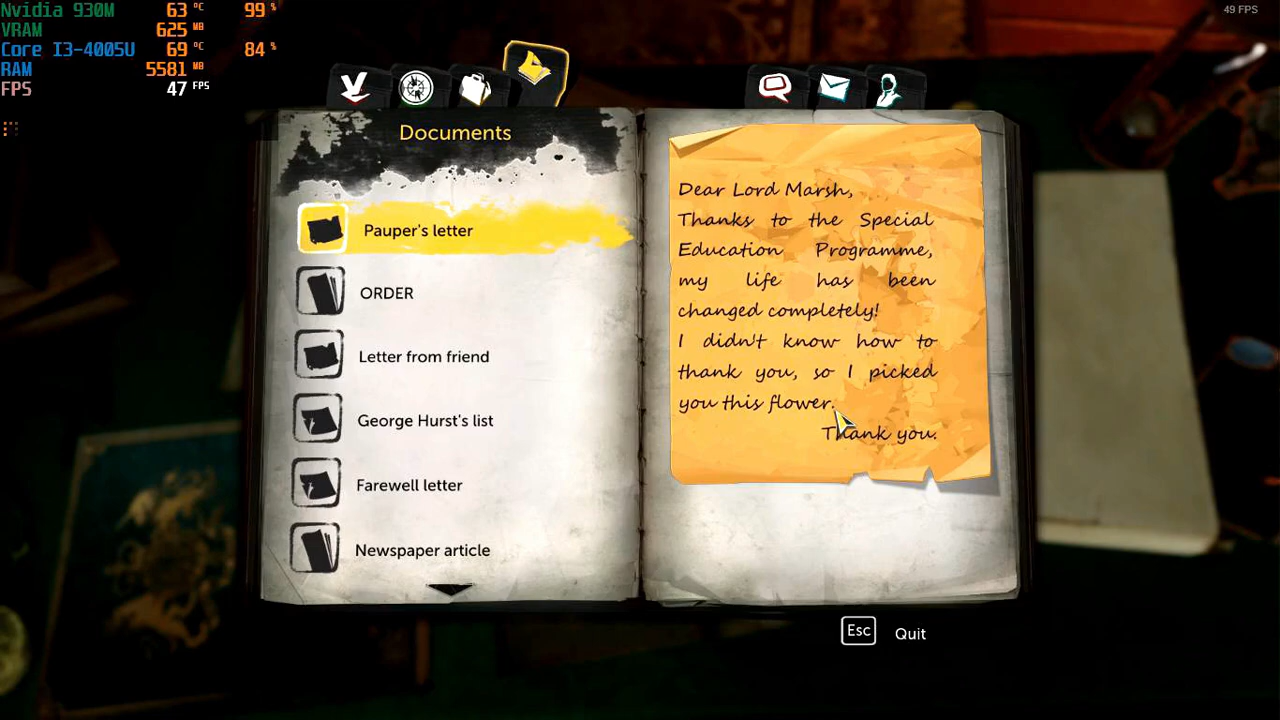 Nvidia 930M 63 °C 99 %
VRAM 625 MB
Core I3-4005U 69 °C 84 %
RAM 5581 MB
FPS 47 FPS
49 FPS
Documents
Pauper's letter
ORDER
Letter from friend
George Hurst's list
Farewell letter
Newspaper article
Dear Lord Marsh,
Thanks to the Special
Education Programme,
my life has been
changed completely!
I didn't know how to
thank you, so I picked
you this flower.
Thank you.
Esc Quit